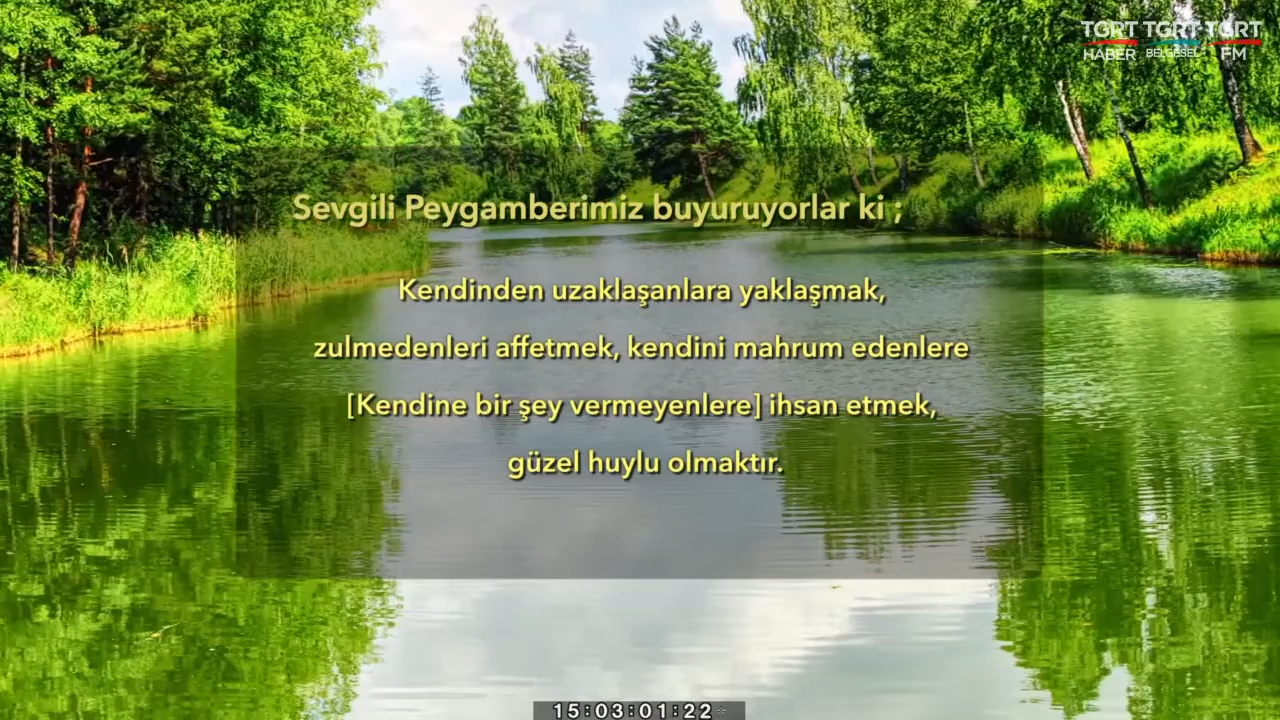 TGRT TGRT TGRT
HABER BELGESEL FM
Sevgili Peygamberimiz buyuruyorlar ki ;
Kendinden uzaklaşanlara yaklaşmak,
zulmedenleri affetmek, kendini mahrum edenlere
[Kendine bir şey vermeyenlere] ihsan etmek,
güzel huylu olmaktır.
15:03:01:22